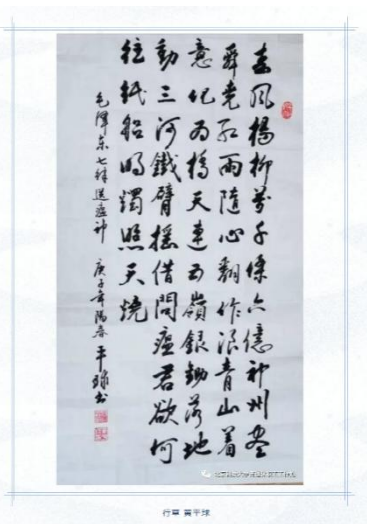 春風楊柳萬千條六億神州盡
舜堯紅雨隨心翻作浪青山着
意化為橋天連五嶺銀鋤落地
動三河鐵臂搖借問瘟君欲何
往紙船明燭照天燒
毛澤东七律送瘟神 庚子年陽春 平球書
行草 黄平球